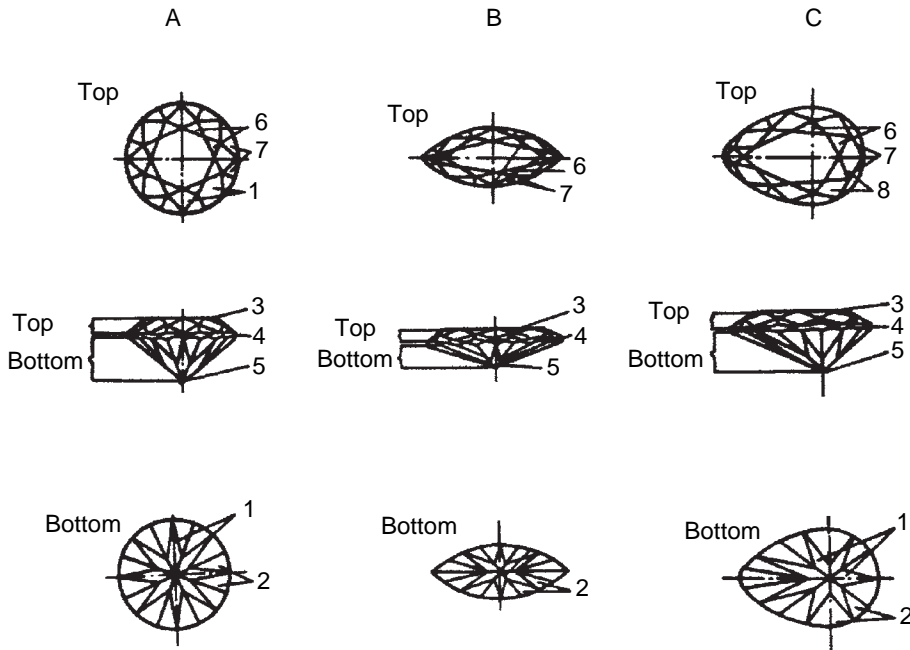 A B C
Top Top Top
6 6 6
7 7 7
1 8
3 3 3
Top Top Top
4 4 4
Bottom Bottom Bottom
5 5 5
Bottom Bottom Bottom
1 1
2 2 2